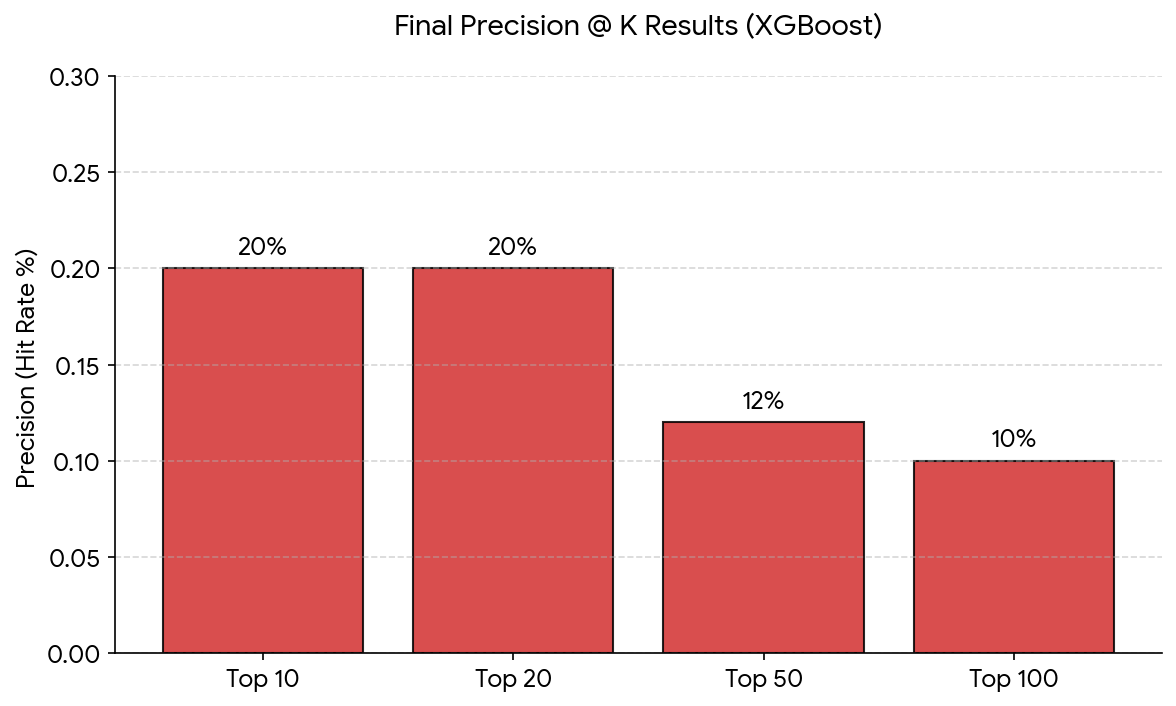 Final Precision @ K Results (XGBoost)
Precision (Hit Rate %)
0.30
0.25
0.20
0.15
0.10
0.05
0.00
20%
20%
12%
10%
Top 10
Top 20
Top 50
Top 100